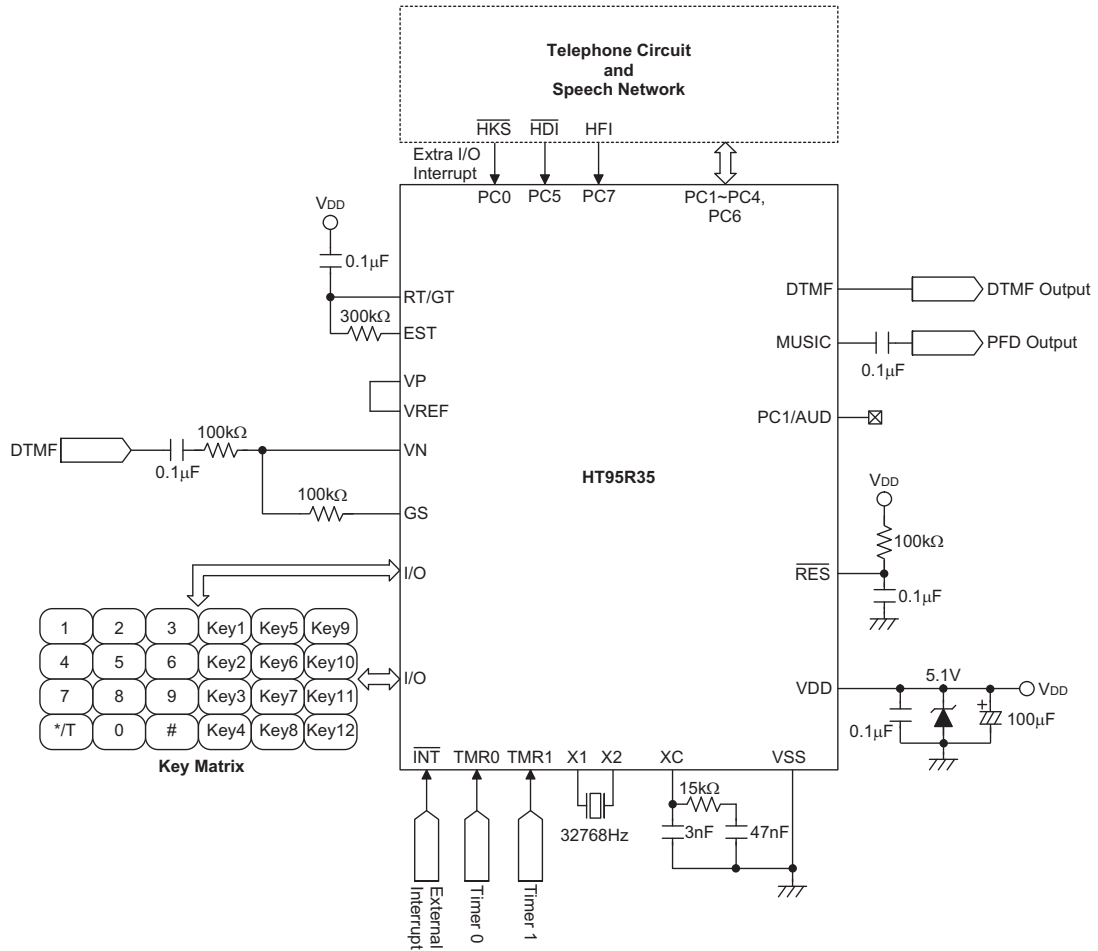 Telephone Circuit
and
Speech Network
HKS HDI HFI
Extra I/O
Interrupt
PC0 PC5 PC7 PC1~PC4,
PC6
VDD
0.1μF
RT/GT
300kΩ
EST
VP
VREF
DTMF
0.1μF
100kΩ
VN
100kΩ
GS
I/O
I/O
HT95R35
DTMF
DTMF Output
MUSIC
0.1μF
PFD Output
PC1/AUD
VDD
100kΩ
RES
0.1μF
VDD
5.1V
VDD
0.1μF
100μF
1 2 3 Key1 Key5 Key9
4 5 6 Key2 Key6 Key10
7 8 9 Key3 Key7 Key11
*/T 0 # Key4 Key8 Key12
Key Matrix
INT TMR0 TMR1 X1 X2 XC VSS
15kΩ
32768Hz
3nF
47nF
External
Interrupt
Timer 0
Timer 1